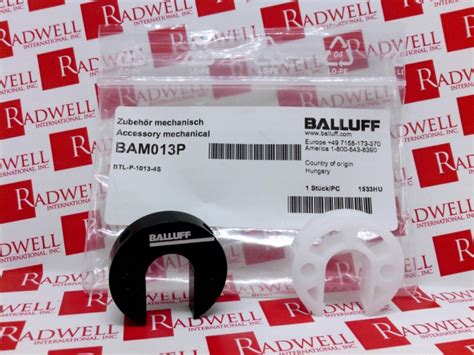 Zubehör mechanisch
Accessory mechanical
BAM013P
BTL-P-1013-4S
BALLUFF
www.balluff.com
Europe +49 7158-173-370
America 1-800-543-8390
Country of origin
Hungary
1 Stück/PC 1533HU
BALLUFF
RADWELL
INTERNATIONAL, INC.